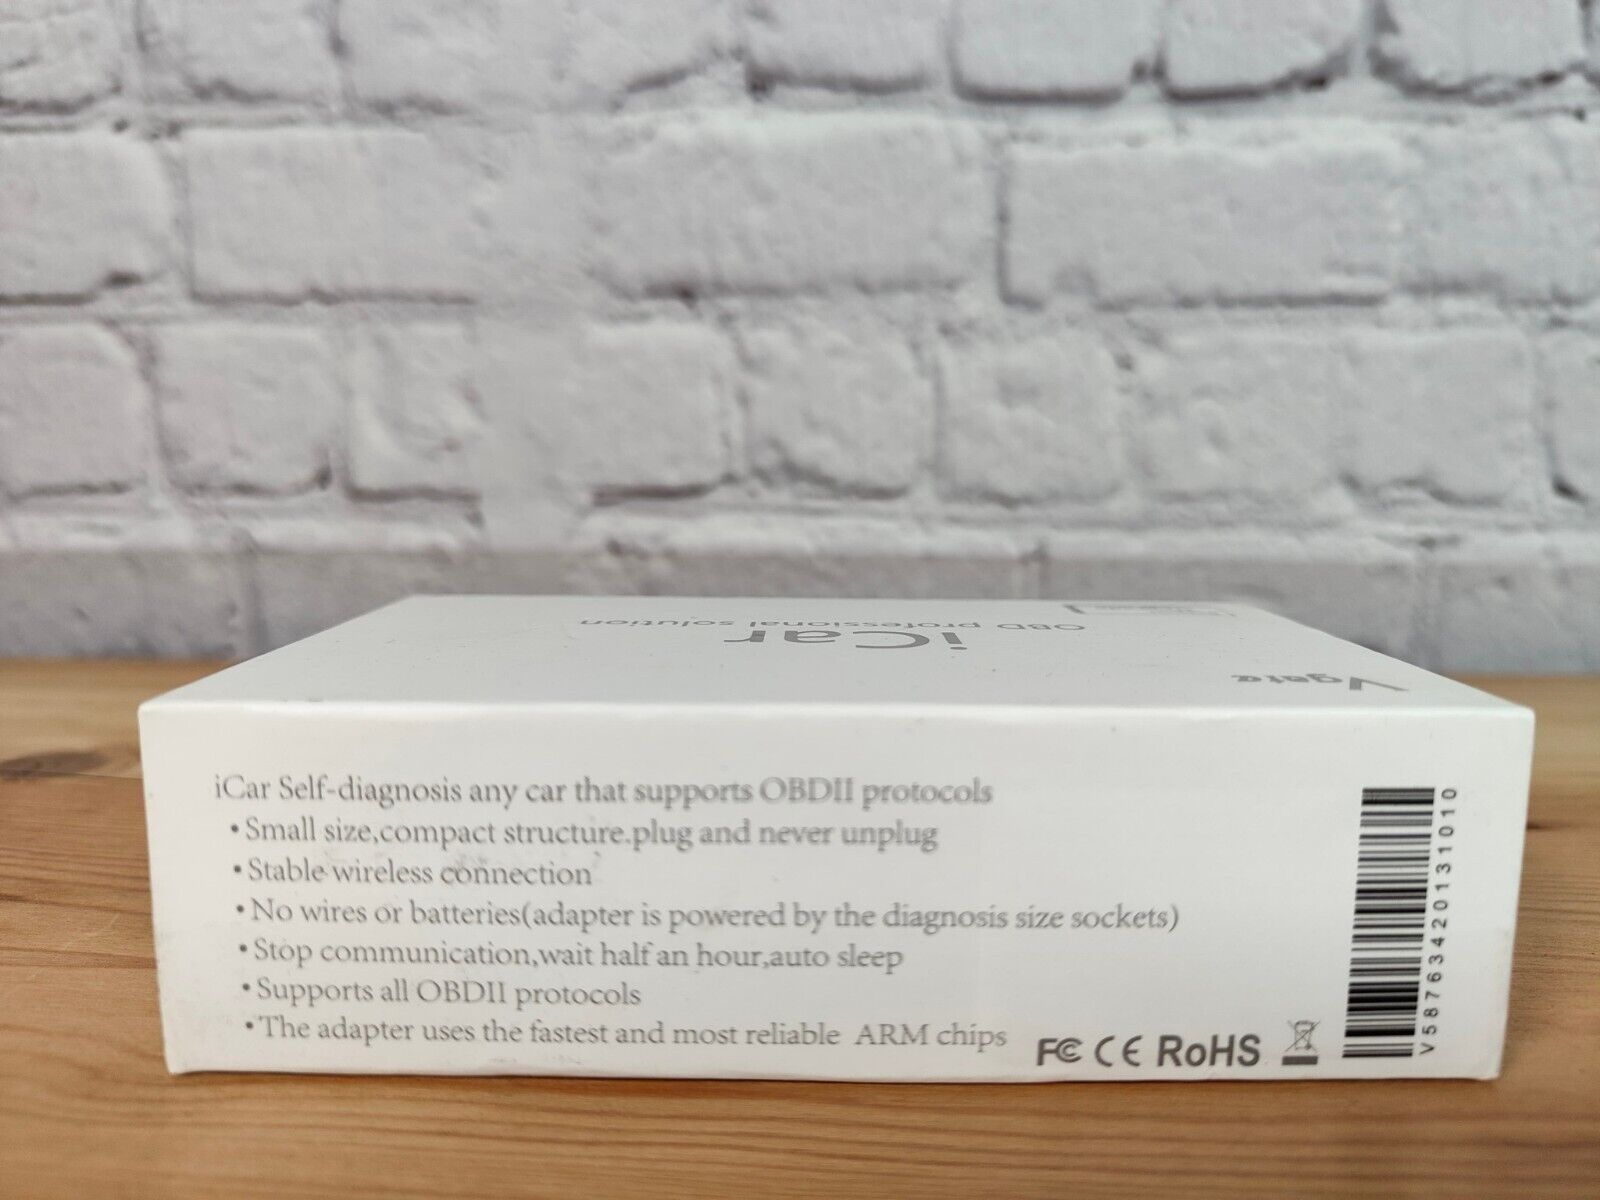 OBD professional solution
iCar
Vgate
iCar Self-diagnosis any car that supports OBDII protocols
• Small size,compact structure.plug and never unplug
• Stable wireless connection
• No wires or batteries(adapter is powered by the diagnosis size sockets)
• Stop communication,wait half an hour,auto sleep
• Supports all OBDII protocols
• The adapter uses the fastest and most reliable ARM chips
FC CE RoHS
V5876342013101 0